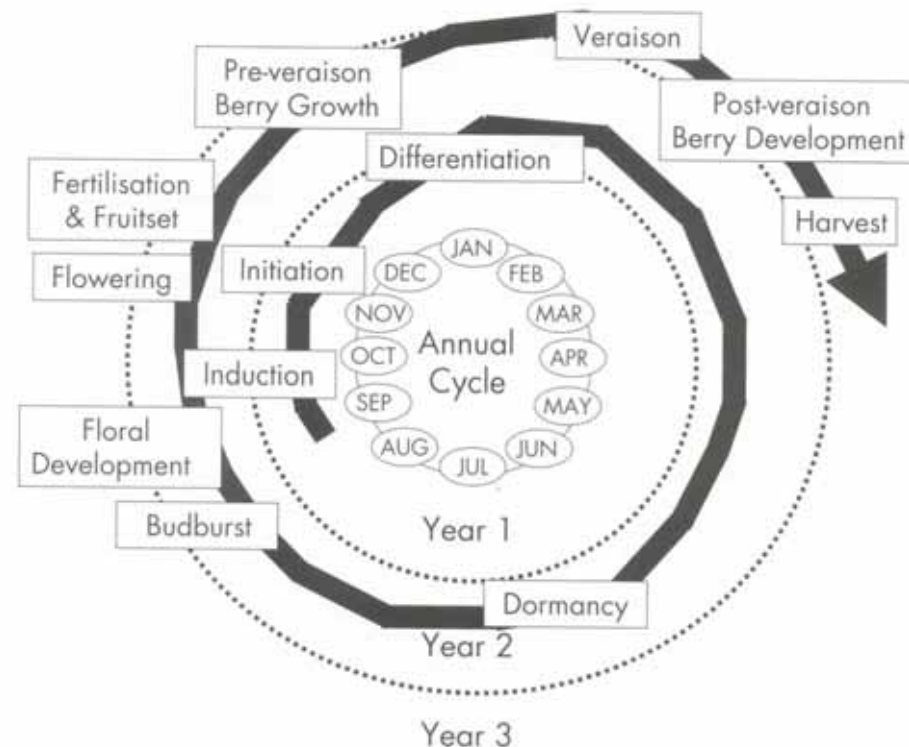 Veraison
Pre-veraison
Berry Growth
Post-veraison
Berry Development
Differentiation
Fertilisation
& Fruitset
Harvest
Flowering
Initiation
JAN
FEB
MAR
APR
MAY
JUN
JUL
AUG
SEP
OCT
NOV
DEC
Annual
Cycle
Induction
Floral
Development
Budburst
Year 1
Dormancy
Year 2
Year 3